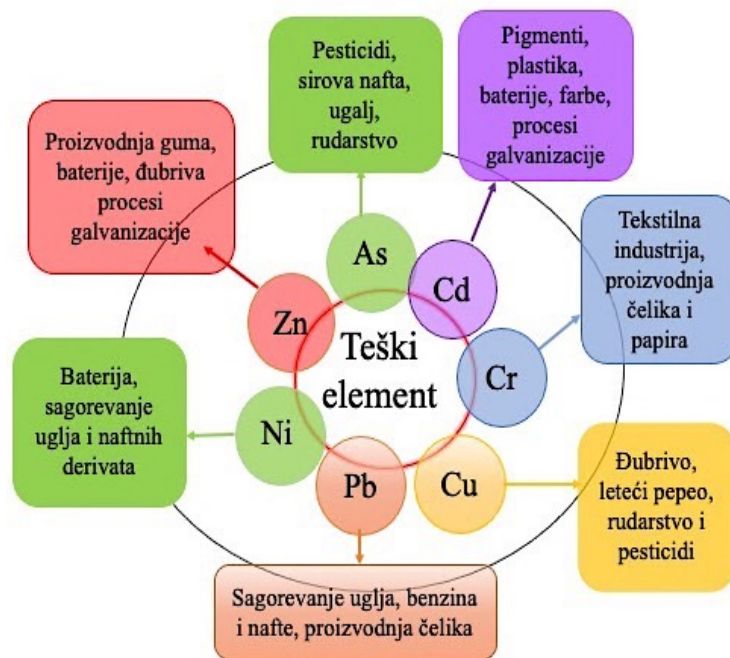 Pesticidi,
sirova nafta,
ugalj,
rudarstvo
Pigmenti,
plastika,
baterije, farbe,
procesi
galvanizacije
Proizvodnja guma,
baterije, đubriva
procesi
galvanizacije
Tekstilna
industrija,
proizvodnja
čelika i
papira
As
Cd
Zn
Cr
Teški
element
Baterija,
sagorevanje
uglja i naftnih
derivata
Ni
Pb
Cu
Đubrivo,
leteći pepeo,
rudarstvo i
pesticidi
Sagorevanje uglja, benzina
i nafte, proizvodnja čelika